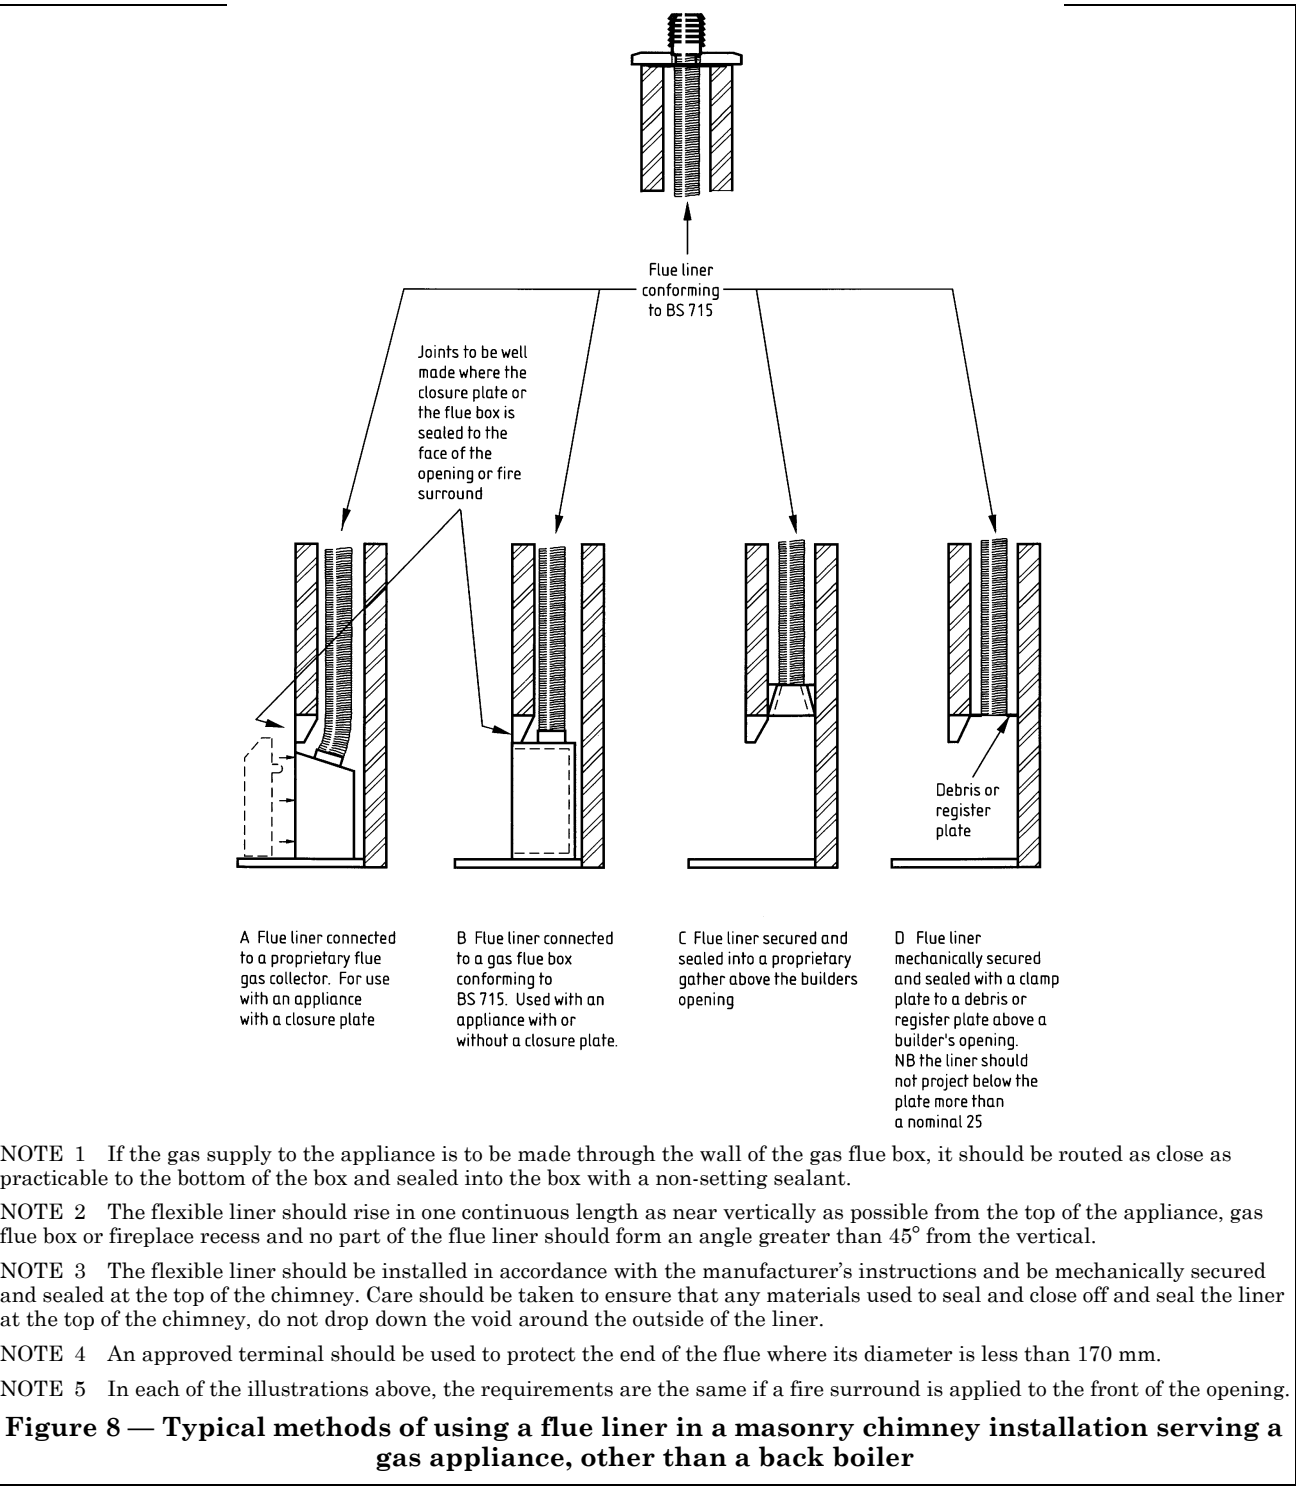 Flue liner
conforming
to BS 715
Joints to be well
made where the
closure plate or
the flue box is
sealed to the
face of the
opening or fire
surround
Debris or
register
plate
A Flue liner connected
to a proprietary flue
gas collector. For use
with an appliance
with a closure plate
B Flue liner connected
to a gas flue box
conforming to
BS 715. Used with an
appliance with or
without a closure plate.
C Flue liner secured and
sealed into a proprietary
gather above the builders
opening
D Flue liner
mechanically secured
and sealed with a clamp
plate to a debris or
register plate above a
builder's opening.
NB the liner should
not project below the
plate more than
a nominal 25
NOTE 1 If the gas supply to the appliance is to be made through the wall of the gas flue box, it should be routed as close as
practicable to the bottom of the box and sealed into the box with a non-setting sealant.
NOTE 2 The flexible liner should rise in one continuous length as near vertically as possible from the top of the appliance, gas
flue box or fireplace recess and no part of the flue liner should form an angle greater than 45° from the vertical.
NOTE 3 The flexible liner should be installed in accordance with the manufacturer's instructions and be mechanically secured
and sealed at the top of the chimney. Care should be taken to ensure that any materials used to seal and close off and seal the liner
at the top of the chimney, do not drop down the void around the outside of the liner.
NOTE 4 An approved terminal should be used to protect the end of the flue where its diameter is less than 170 mm.
NOTE 5 In each of the illustrations above, the requirements are the same if a fire surround is applied to the front of the opening.
Figure 8 — Typical methods of using a flue liner in a masonry chimney installation serving a
gas appliance, other than a back boiler